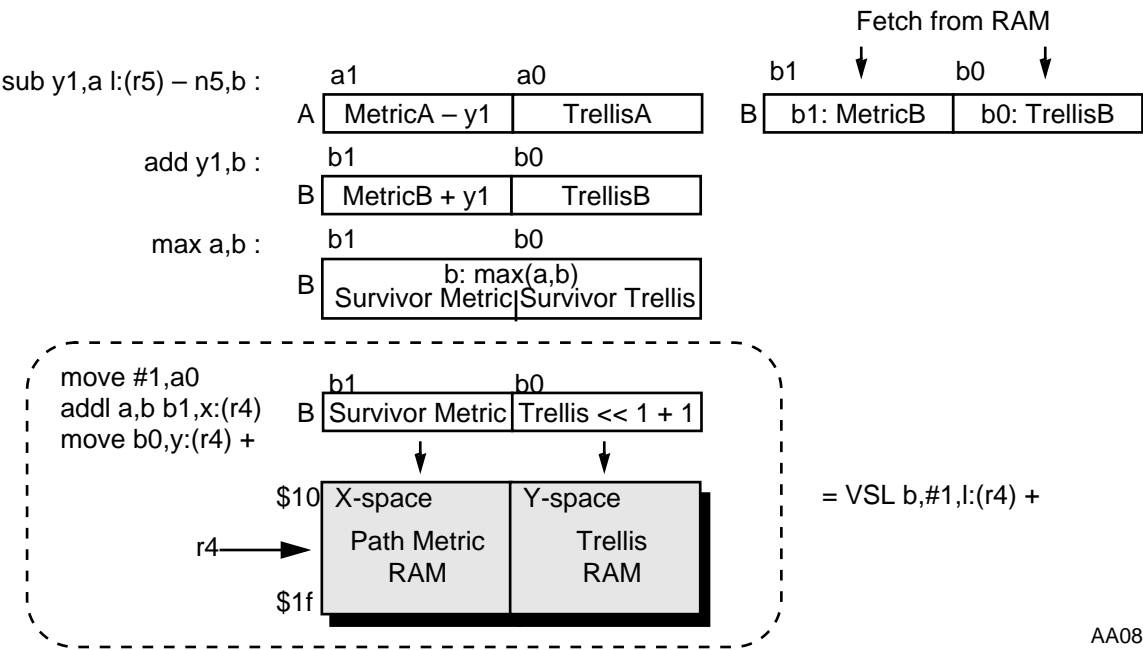 Fetch from RAM
sub y1,a l:(r5) – n5,b :
a1 a0
b1 b0
A MetricA – y1 TrellisA
B b1: MetricB b0: TrellisB
add y1,b :
b1 b0
B MetricB + y1 TrellisB
max a,b :
b1 b0
B b: max(a,b)
Survivor Metric Survivor Trellis
move #1,a0
addl a,b b1,x:(r4)
move b0,y:(r4) +
b1 b0
B Survivor Metric Trellis << 1 + 1
$10 X-space Y-space
= VSL b,#1,l:(r4) +
r4 Path Metric Trellis
RAM RAM
$1f
AA08